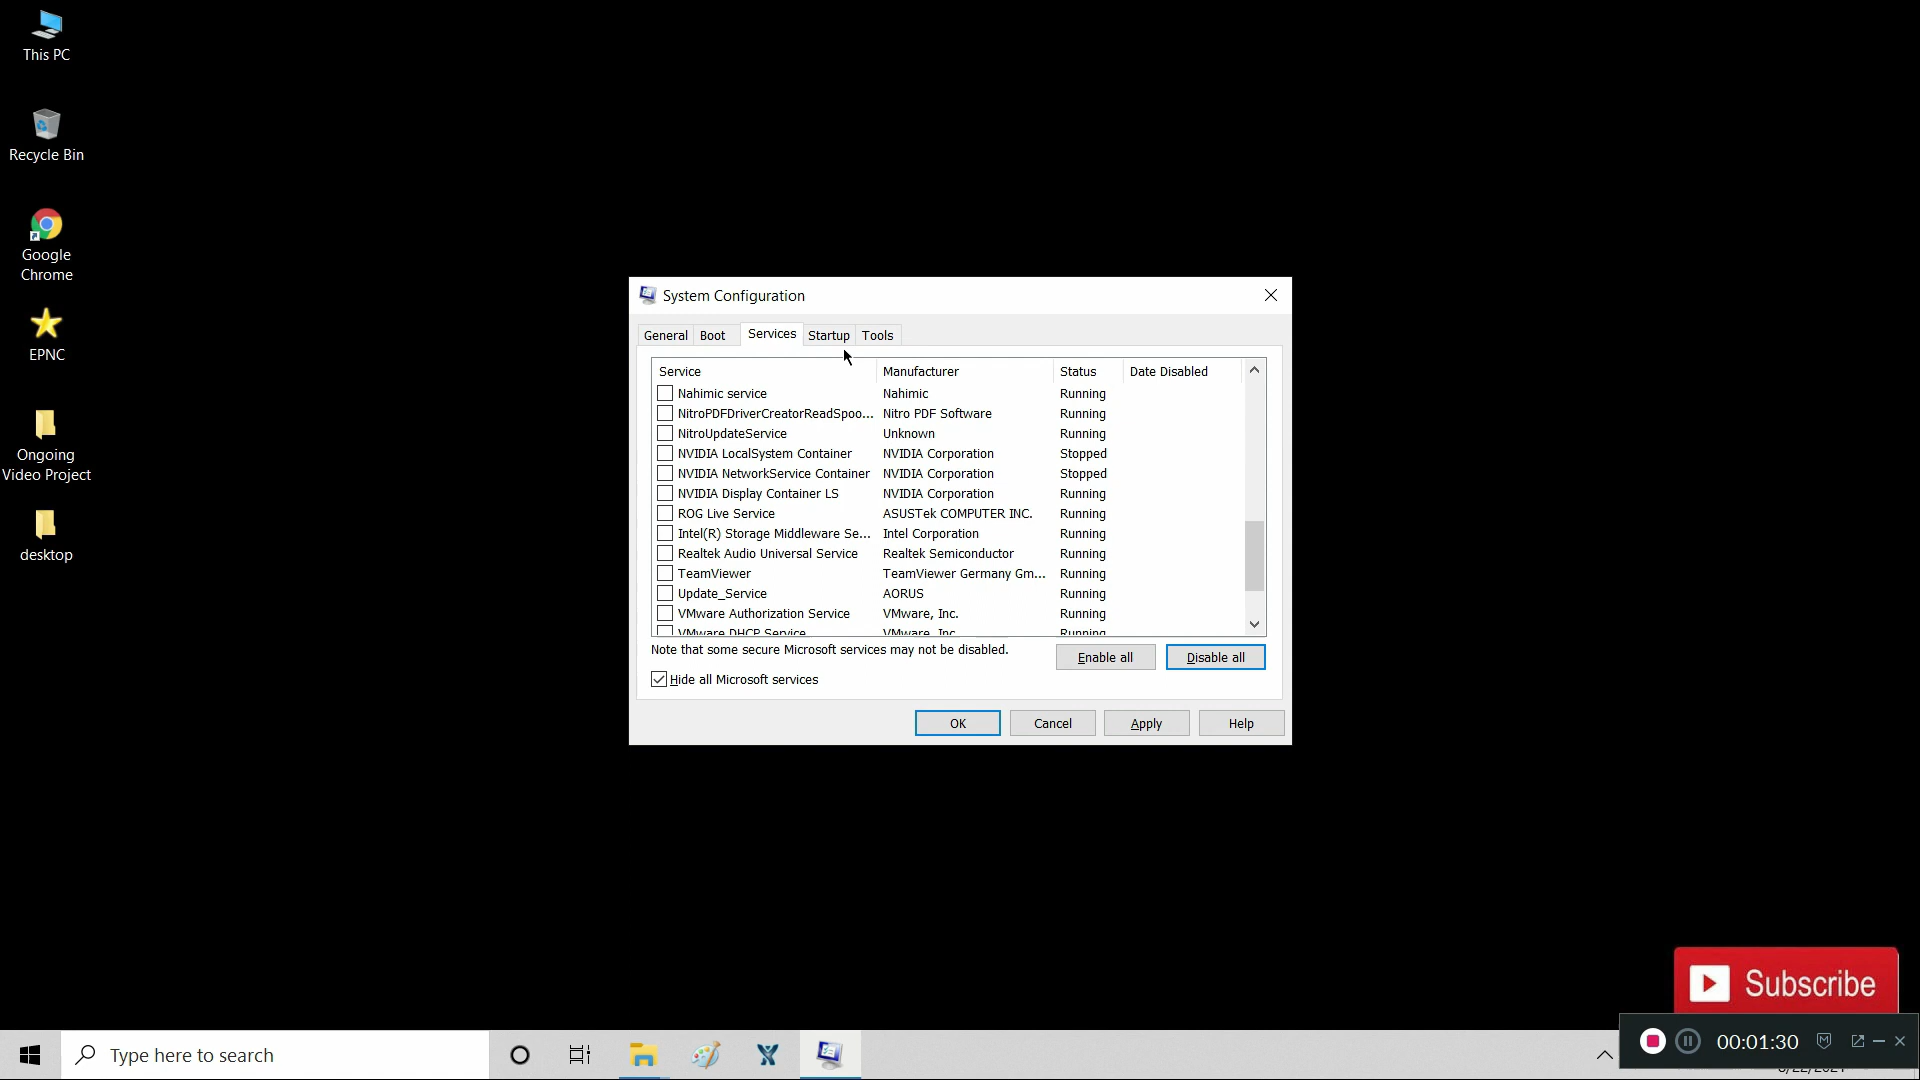 This PC
Recycle Bin
Google
Chrome
EPNC
Ongoing
Video Project
desktop
System Configuration
General Boot Services Startup Tools
Service Manufacturer Status Date Disabled
Nahimic service Nahimic Running
NitroPDFDriverCreatorReadSpoo... Nitro PDF Software Running
NitroUpdateService Unknown Running
NVIDIA LocalSystem Container NVIDIA Corporation Stopped
NVIDIA NetworkService Container NVIDIA Corporation Stopped
NVIDIA Display Container LS NVIDIA Corporation Running
ROG Live Service ASUSTek COMPUTER INC. Running
Intel(R) Storage Middleware Se... Intel Corporation Running
Realtek Audio Universal Service Realtek Semiconductor Running
TeamViewer TeamViewer Germany Gm... Running
Update_Service AORUS Running
VMware Authorization Service VMware, Inc. Running
VMware DHCP Service VMware, Inc. Running
Note that some secure Microsoft services may not be disabled.
Enable all Disable all
Hide all Microsoft services
OK Cancel Apply Help
Subscribe
00:01:30
Type here to search